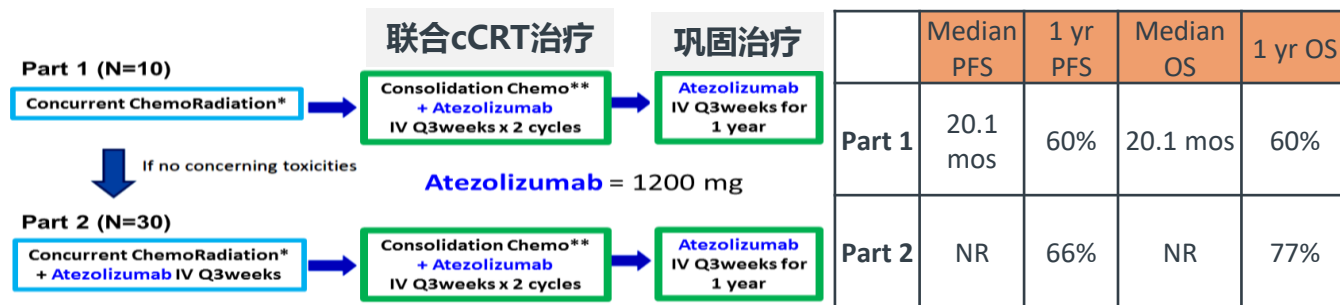 联合cCRT治疗
巩固治疗
Part 1 (N=10)
Concurrent ChemoRadiation*
Consolidation Chemo**
+ Atezolizumab
IV Q3weeks x 2 cycles
Atezolizumab
IV Q3weeks for
1 year
If no concerning toxicities
Atezolizumab = 1200 mg
Part 2 (N=30)
Concurrent ChemoRadiation*
+ Atezolizumab IV Q3weeks
Consolidation Chemo**
+ Atezolizumab
IV Q3weeks x 2 cycles
Atezolizumab
IV Q3weeks for
1 year
Median PFS
1 yr PFS
Median OS
1 yr OS
Part 1
20.1 mos
60%
20.1 mos
60%
Part 2
NR
66%
NR
77%